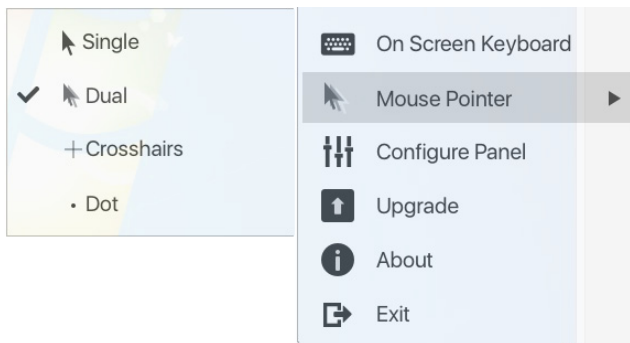 Single
Dual
Crosshairs
Dot
On Screen Keyboard
Mouse Pointer
Configure Panel
Upgrade
About
Exit